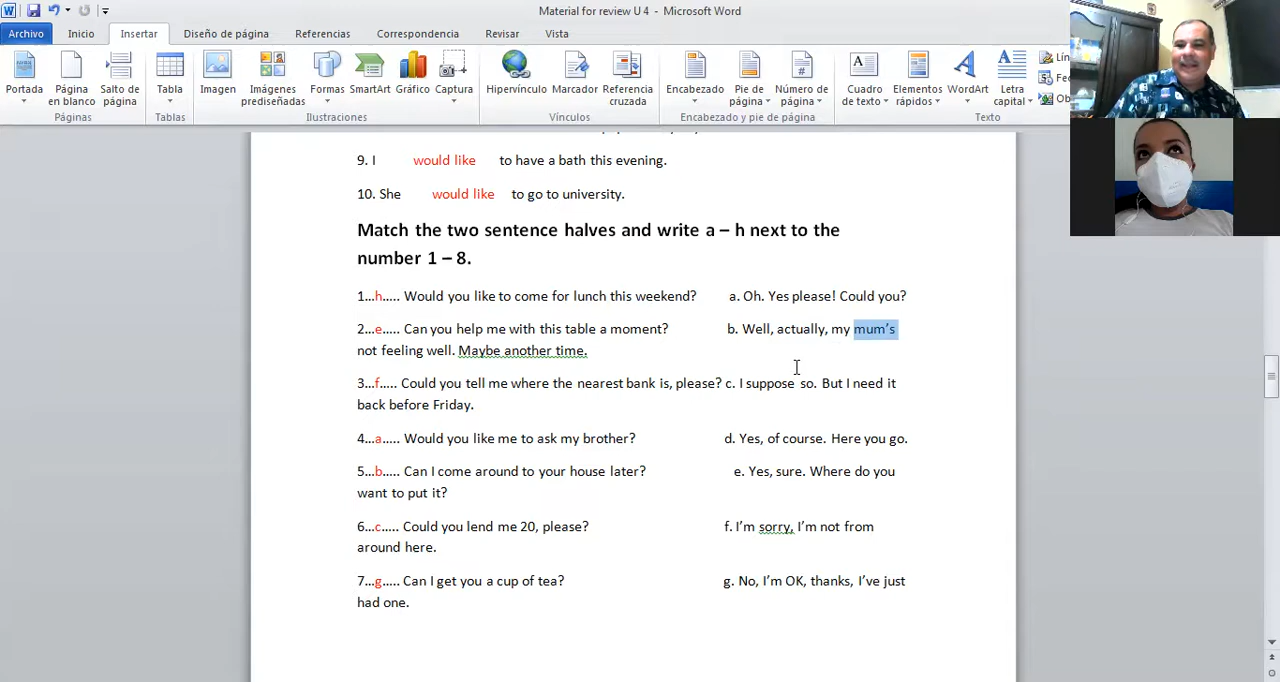 Material for review U 4 - Microsoft Word
Archivo Inicio Insertar Diseño de página Referencias Correspondencia Revisar Vista
Portada Página en blanco Salto de página Tabla Imagen Imágenes prediseñadas Formas SmartArt Gráfico Captura Hipervínculo Marcador Referencia cruzada Encabezado Pie de página Número de página Cuadro de texto Elementos rápidos WordArt Letra capital
Páginas Tablas Ilustraciones Vínculos Encabezado y pie de página Texto
9. I would like to have a bath this evening.
10. She would like to go to university.
Match the two sentence halves and write a – h next to the
number 1 – 8.
1...h..... Would you like to come for lunch this weekend? a. Oh. Yes please! Could you?
2...e..... Can you help me with this table a moment? b. Well, actually, my mum's
not feeling well. Maybe another time.
3...f..... Could you tell me where the nearest bank is, please? c. I suppose so. But I need it
back before Friday.
4...a..... Would you like me to ask my brother? d. Yes, of course. Here you go.
5...b..... Can I come around to your house later? e. Yes, sure. Where do you
want to put it?
6...c..... Could you lend me 20, please? f. I'm sorry, I'm not from
around here.
7...g..... Can I get you a cup of tea? g. No, I'm OK, thanks, I've just
had one.